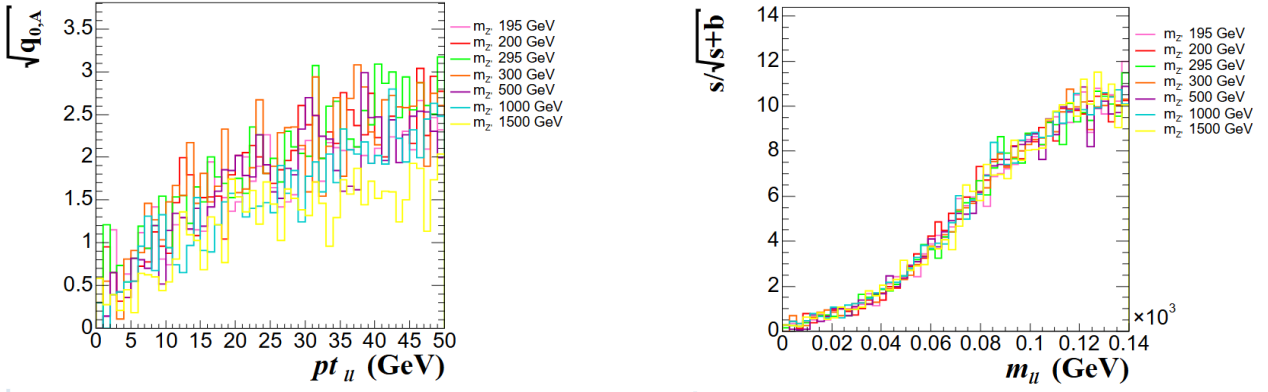 √q0,A
3.5
3
2.5
2
1.5
1
0.5
0
0 5 10 15 20 25 30 35 40 45 50
pt ll (GeV)
mZ' 195 GeV
mZ' 200 GeV
mZ' 295 GeV
mZ' 300 GeV
mZ' 500 GeV
mZ' 1000 GeV
mZ' 1500 GeV
s/√s+b
14
12
10
8
6
4
2
0
0 0.02 0.04 0.06 0.08 0.1 0.12 0.14
×10³
mll (GeV)
mZ' 195 GeV
mZ' 200 GeV
mZ' 295 GeV
mZ' 300 GeV
mZ' 500 GeV
mZ' 1000 GeV
mZ' 1500 GeV